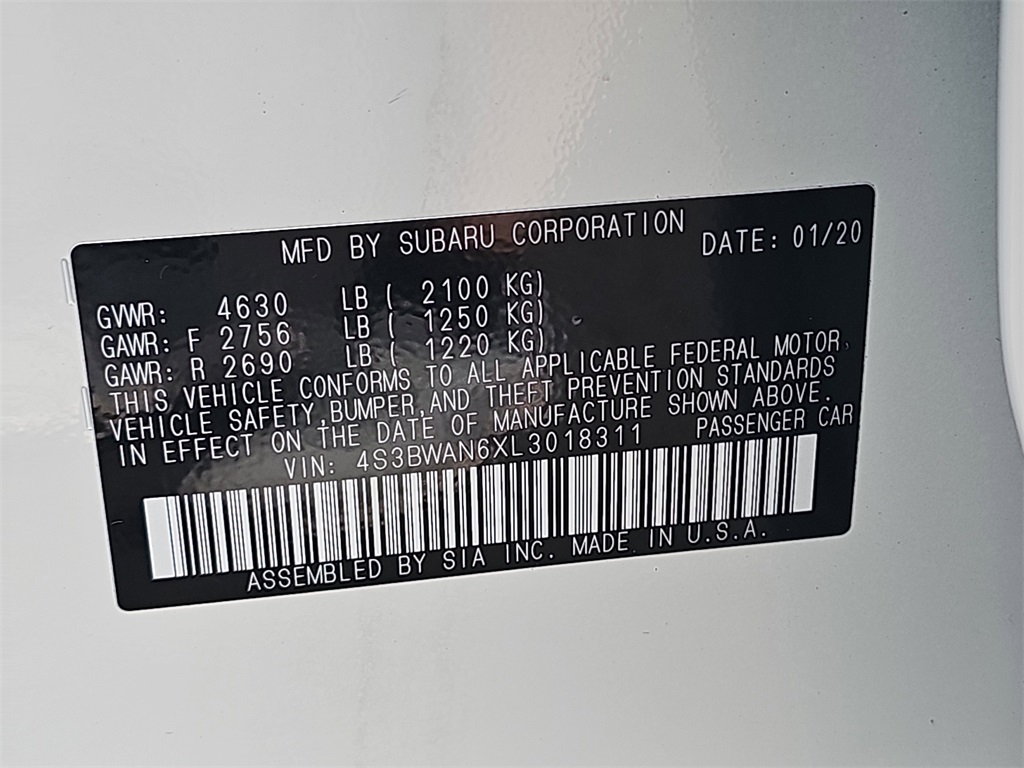 MFD BY SUBARU CORPORATION DATE: 01/20
GVWR: 4630 LB ( 2100 KG)
GAWR: F 2756 LB ( 1250 KG)
GAWR: R 2690 LB ( 1220 KG)
THIS VEHICLE CONFORMS TO ALL APPLICABLE FEDERAL MOTOR
VEHICLE SAFETY, BUMPER, AND THEFT PREVENTION STANDARDS
IN EFFECT ON THE DATE OF MANUFACTURE SHOWN ABOVE.
VIN: 4S3BWAN6XL3018311 PASSENGER CAR
ASSEMBLED BY SIA INC. MADE IN U.S.A.